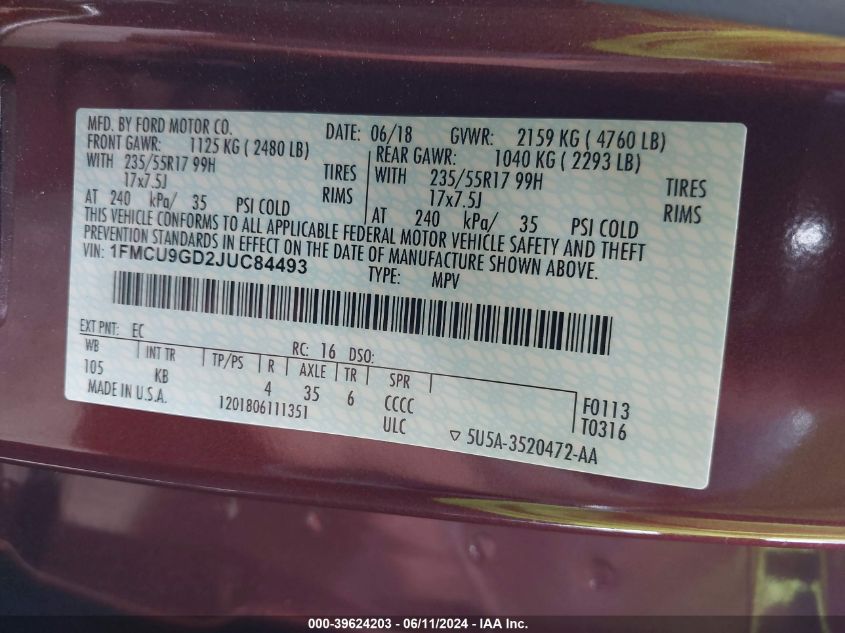 MFD. BY FORD MOTOR CO.
DATE: 06/18 GVWR: 2159 KG ( 4760 LB)
FRONT GAWR: 1125 KG ( 2480 LB)
WITH 235/55R17 99H TIRES
17x7.5J RIMS
AT 240 kPa/ 35 PSI COLD
REAR GAWR: 1040 KG ( 2293 LB)
WITH 235/55R17 99H TIRES
17x7.5J RIMS
AT 240 kPa/ 35 PSI COLD
THIS VEHICLE CONFORMS TO ALL APPLICABLE FEDERAL MOTOR VEHICLE SAFETY AND THEFT
PREVENTION STANDARDS IN EFFECT ON THE DATE OF MANUFACTURE SHOWN ABOVE.
VIN: 1FMCU9GD2JUC84493
TYPE: MPV
EXT PNT: EC RC: 16 DSO:
WB INT TR TP/PS R AXLE TR SPR
105 KB 4 35 6 CCCC F0113
MADE IN U.S.A. 1201806111351 ULC T0316
▽ 5U5A-3520472-AA
000-39624203 - 06/11/2024 - IAA Inc.